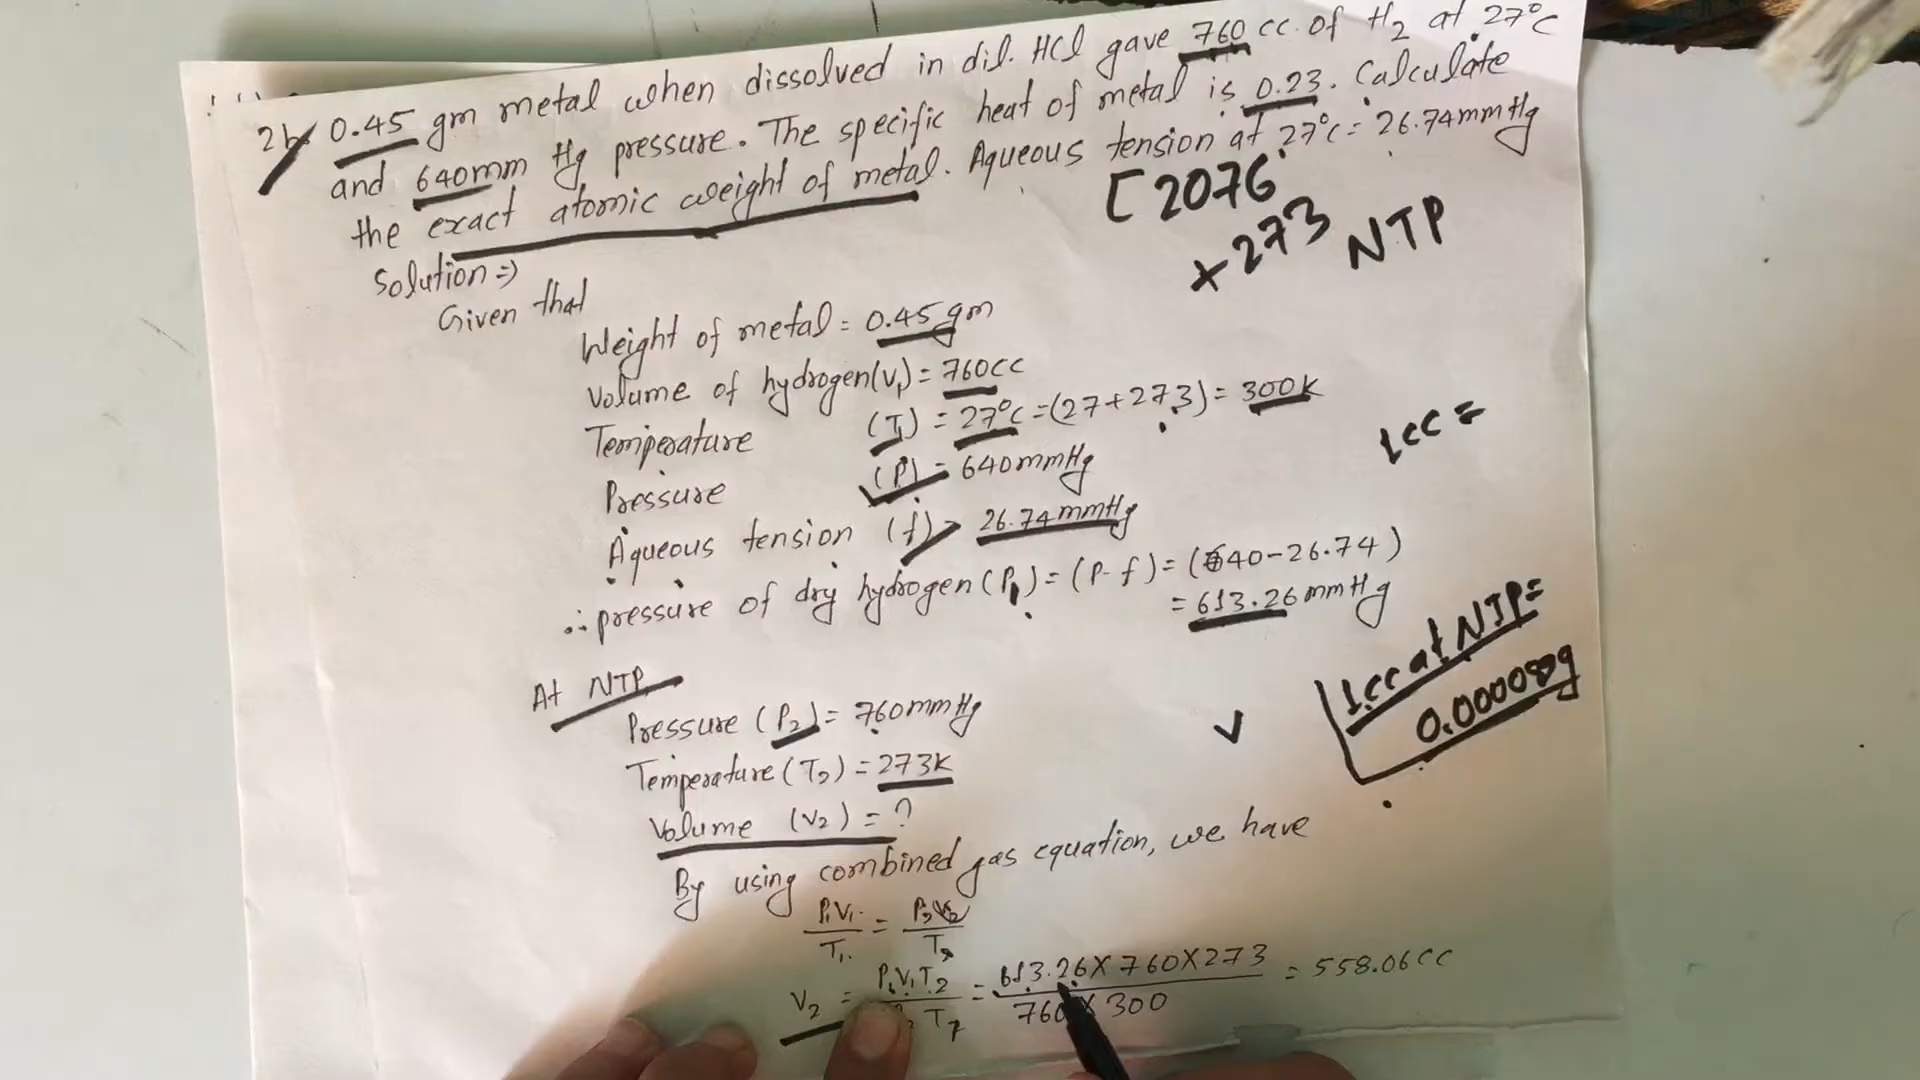 0.45 gm metal when dissolved in dil. HCl gave 760 cc. of H2 at 27°C
and 640mm Hg pressure. The specific heat of metal is 0.23. Calculate
the exact atomic weight of metal. Aqueous tension at 27°C = 26.74mmHg
[2076
×273 NTP
Solution ⇒
Given that
Weight of metal = 0.45 gm
Volume of hydrogen(V1) = 760cc
Temperature (T1) = 27°C = (27+273) = 300K
1cc =
Pressure (P) = 640mmHg
Aqueous tension (f) = 26.74mmHg
∴ pressure of dry hydrogen (P1) = (P-f) = (640-26.74)
= 613.26mmHg
1cc at NTP =
0.000089g
At NTP
Pressure (P2) = 760mmHg
Temperature (T2) = 273K
Volume (V2) = ?
By using combined gas equation, we have
P1V1/T1 = P2V2/T2
V2 = P1V1T2/ T1 = 613.26×760×273/760×300 = 558.06cc